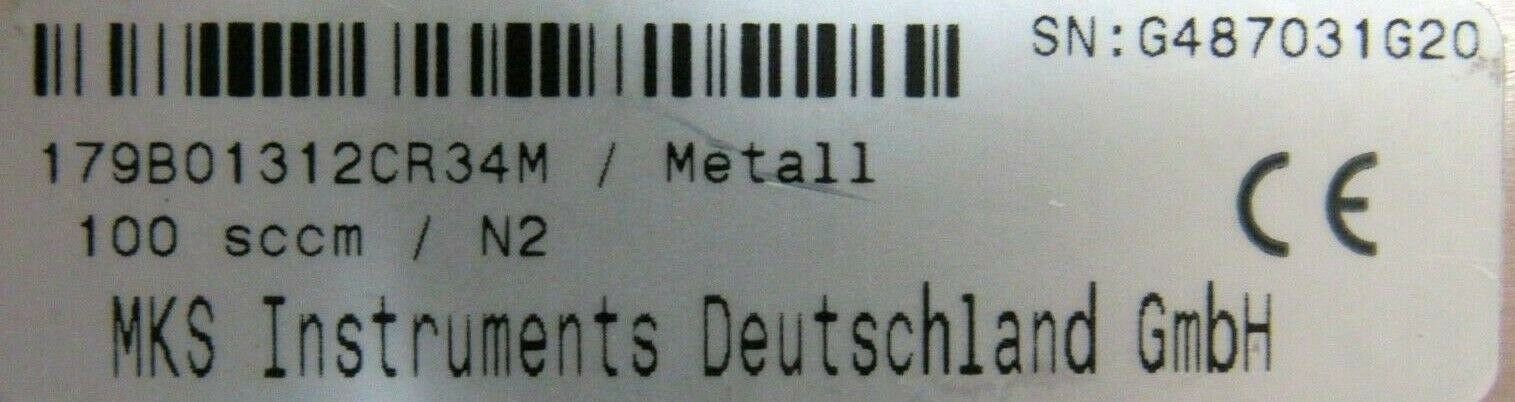 SN:G487031G20
179B01312CR34M / Metall
100 sccm / N2
CE
MKS Instruments Deutschland GmbH